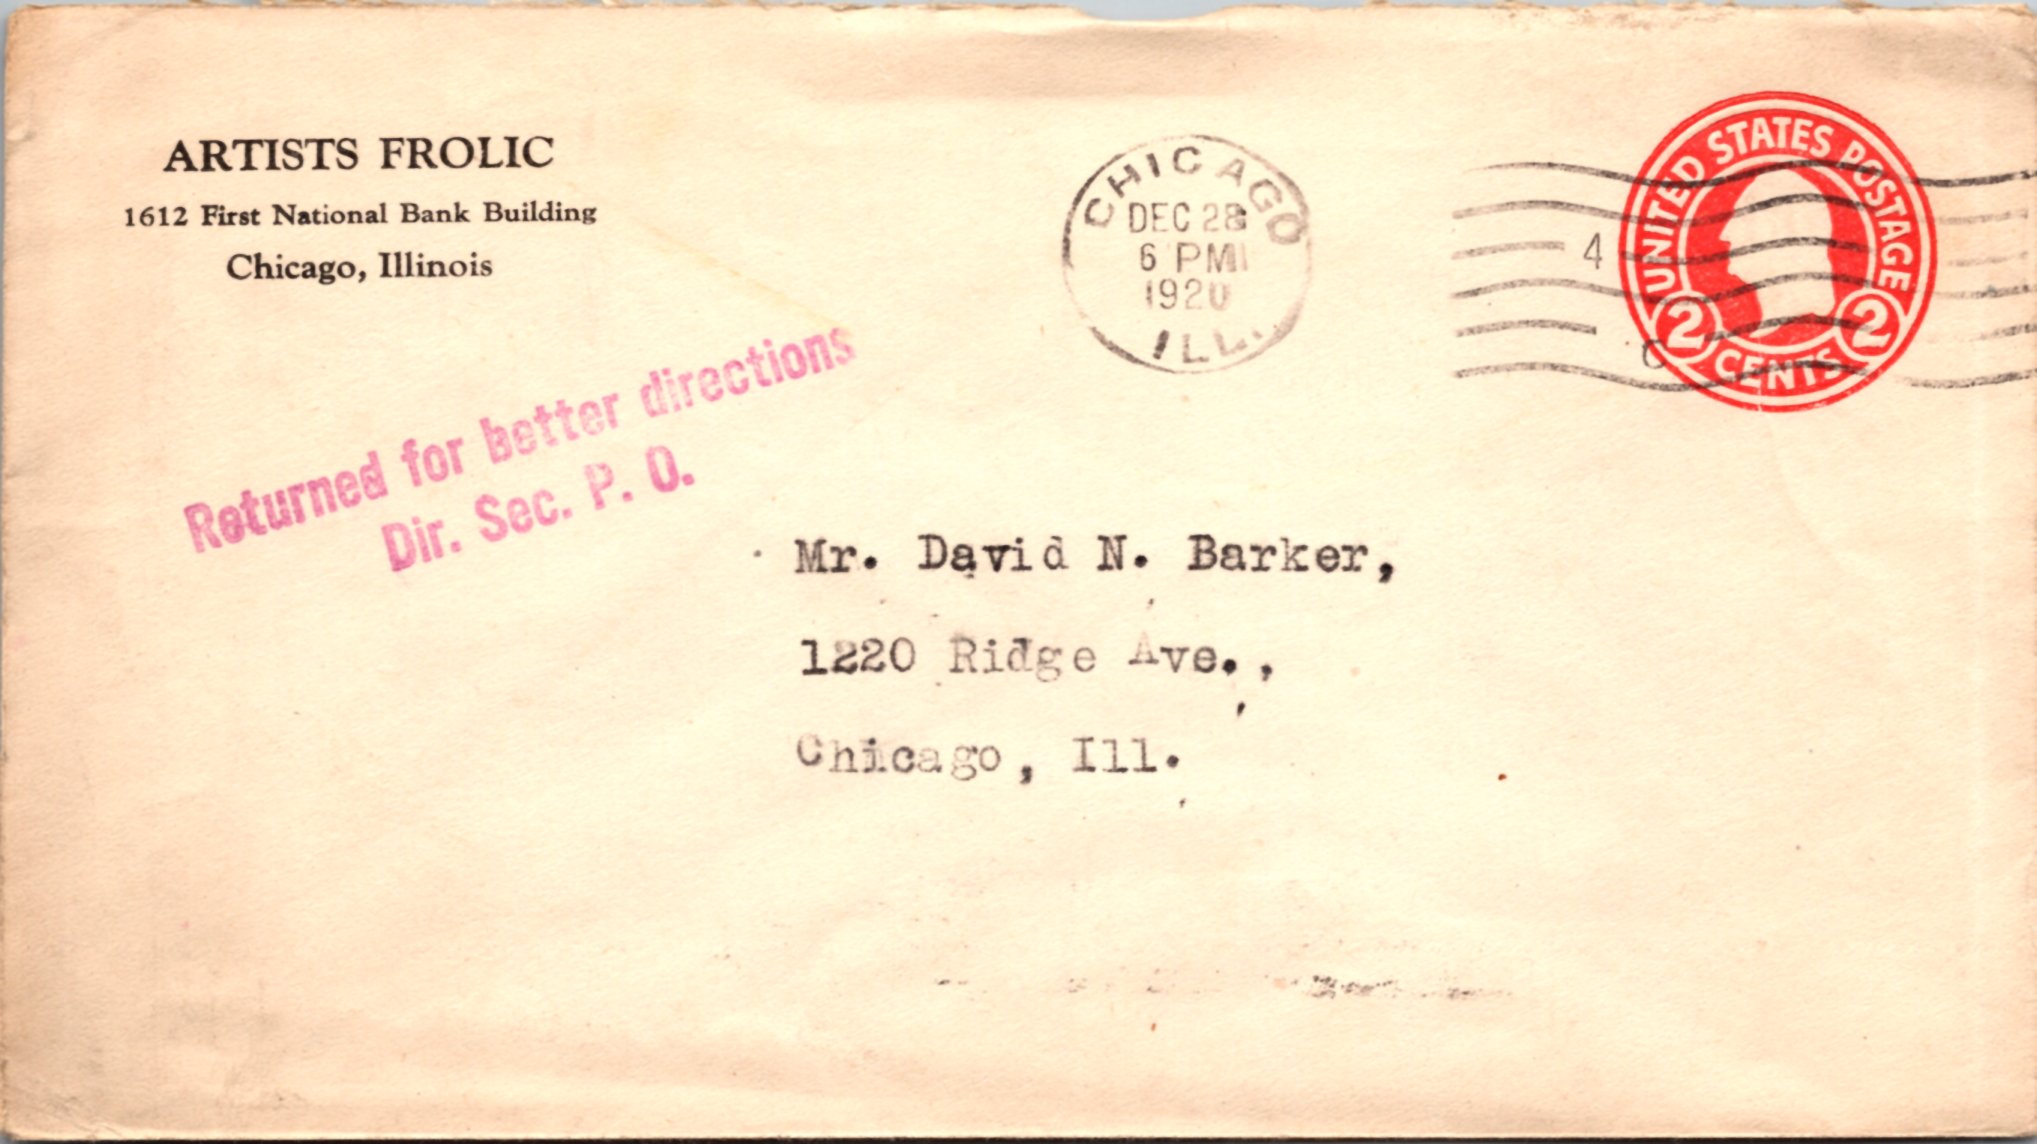 ARTISTS FROLIC
1612 First National Bank Building
Chicago, Illinois
CHICAGO
DEC 28
6 PM
1920
ILL.
4
C
UNITED STATES POSTAGE
2 CENTS 2
Returned for better directions
Dir. Sec. P. O.
Mr. David N. Barker,
1220 Ridge Ave.,
Chicago, Ill.